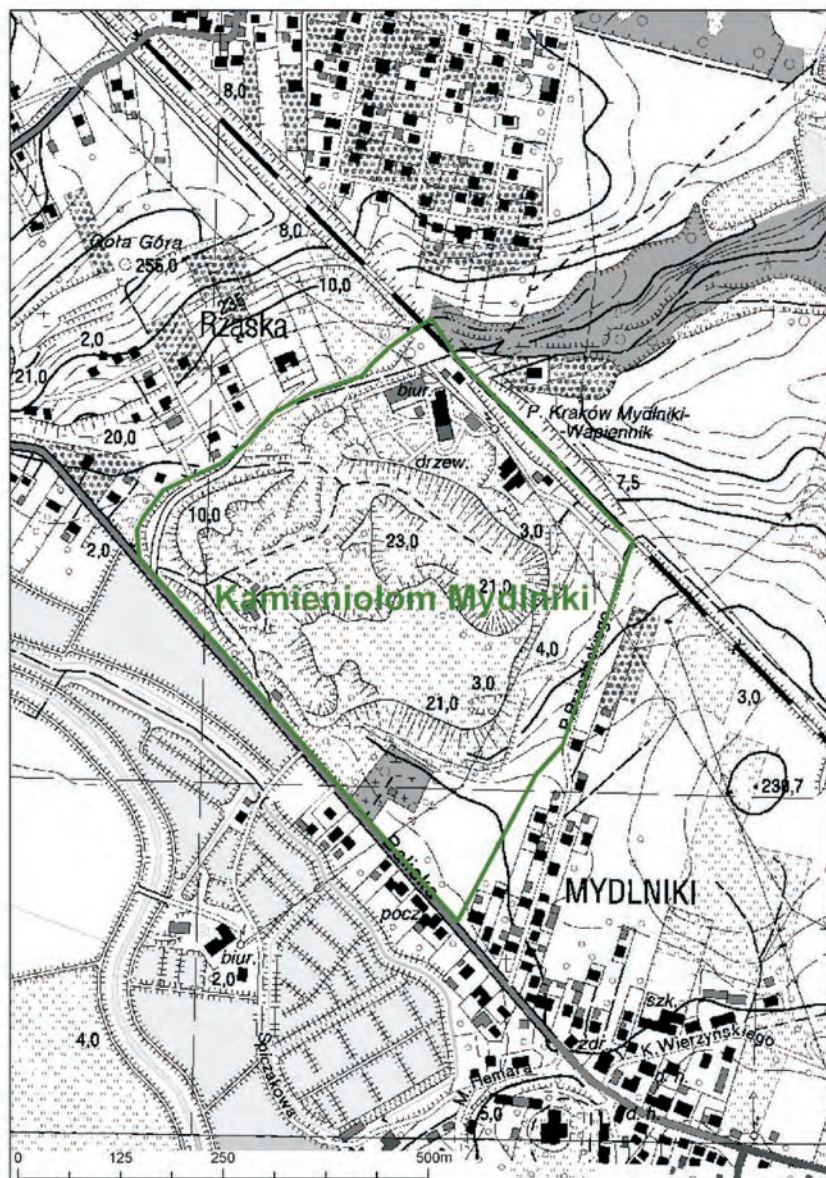 8,0
8,0
Goła Góra
256,0
10,0
Rząska
2,0
21,0
20,0
biur.
P. Kraków Mydlniki-
-Wapiennik
drzew.
7,5
10,0
3,0
2,0
23,0
21,0
Kamieniołom Mydlniki
4,0
3,0
21,0
3,0
230,7
Balicka
MYDLNIKI
pocz.
biur.
2,0
szk.
4,0
zdr.
K. Wierzyńskiego
Spiczakowa
M. Hemara
d. h.
5,0
d. h.
0 125 250 500m